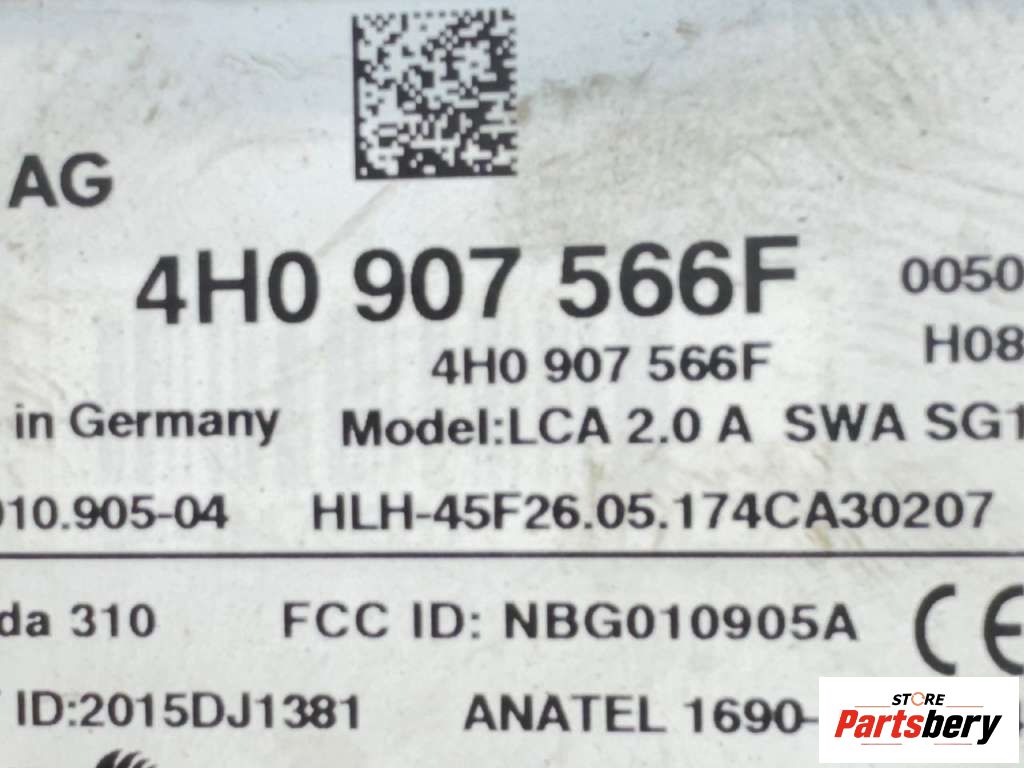 AG
4H0 907 566F 0050
4H0 907 566F H08
in Germany Model:LCA 2.0 A SWA SG1
010.905-04 HLH-45F26.05.174CA30207
da 310 FCC ID: NBG010905A CE
ID:2015DJ1381 ANATEL 1690-
STORE
Partsbery